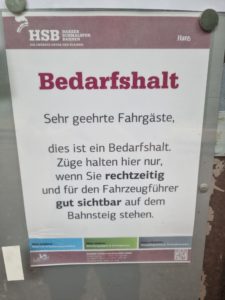 HSB HARZER
SCHMALSPUR
BAHNEN
Harz
Bedarfshalt
Sehr geehrte Fahrgäste,
dies ist ein Bedarfshalt.
Züge halten hier nur,
wenn Sie rechtzeitig
und für den Fahrzeugführer
gut sichtbar auf dem
Bahnsteig stehen.